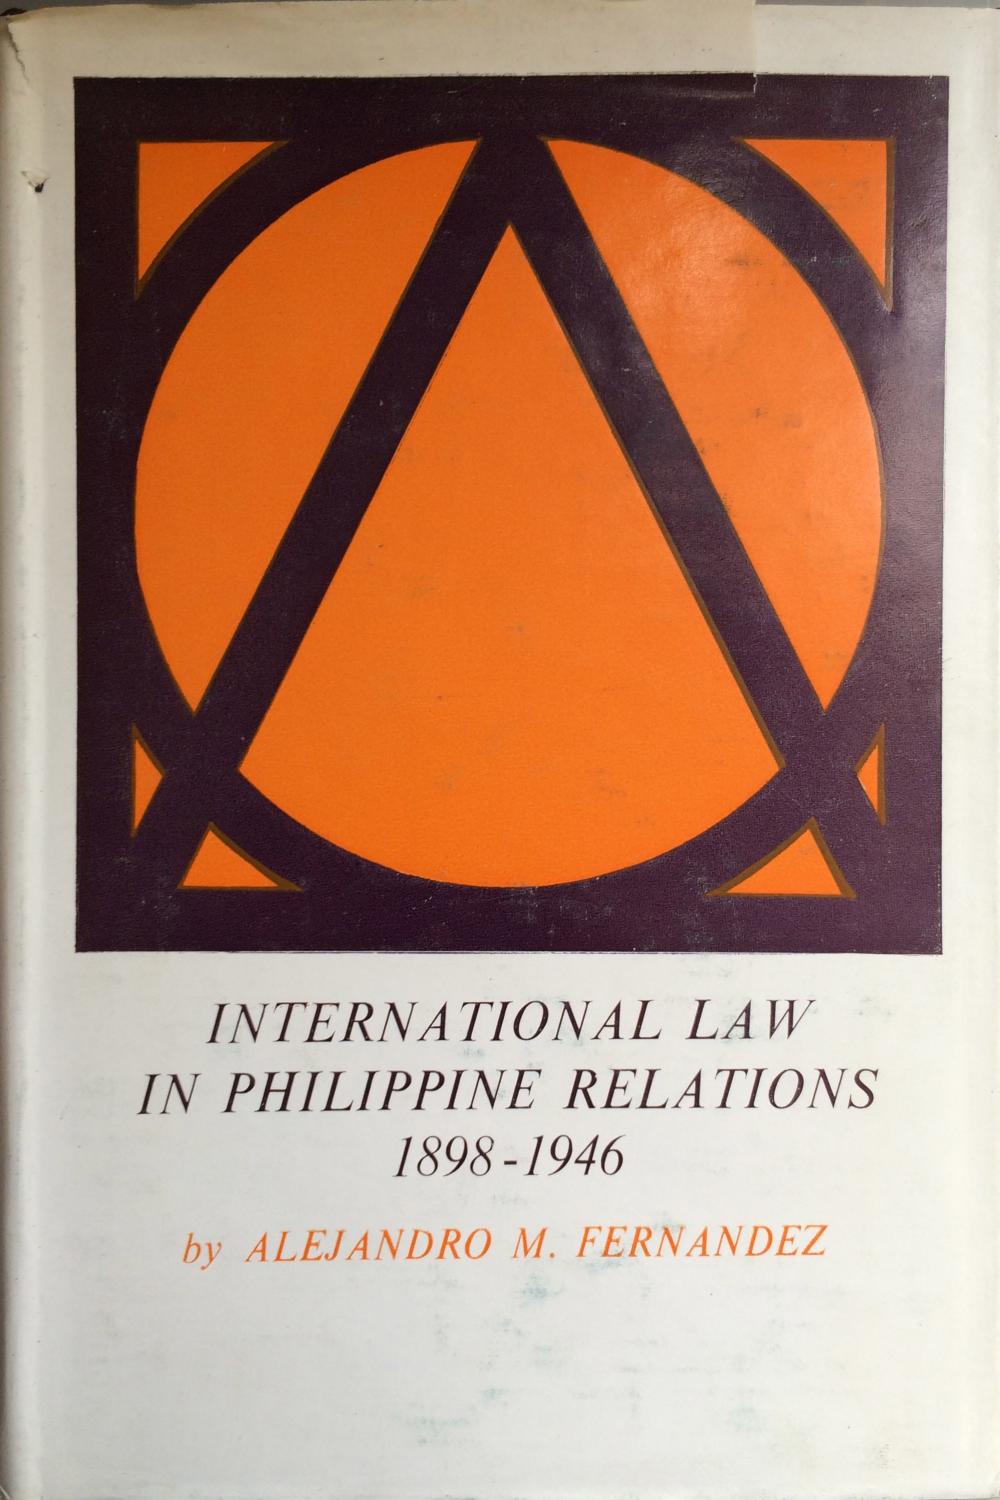 INTERNATIONAL LAW
IN PHILIPPINE RELATIONS
1898-1946
by ALEJANDRO M. FERNANDEZ